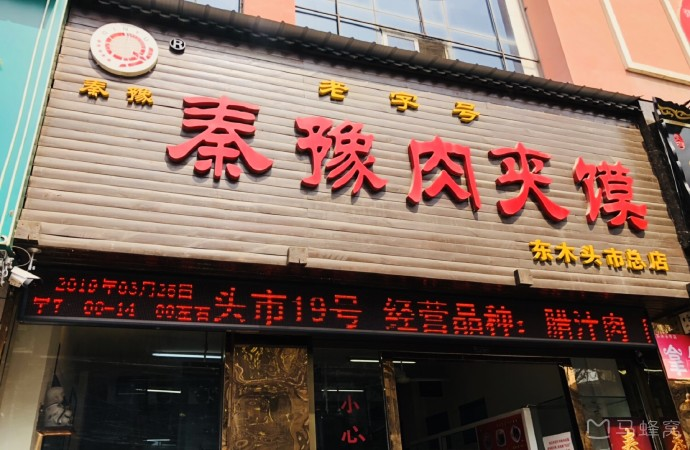 ®
秦豫
老字号
秦豫肉夹馍
东木头市总店
2019年03月26日
头市19号 经营品种：腊汁肉
小心
马蜂窝